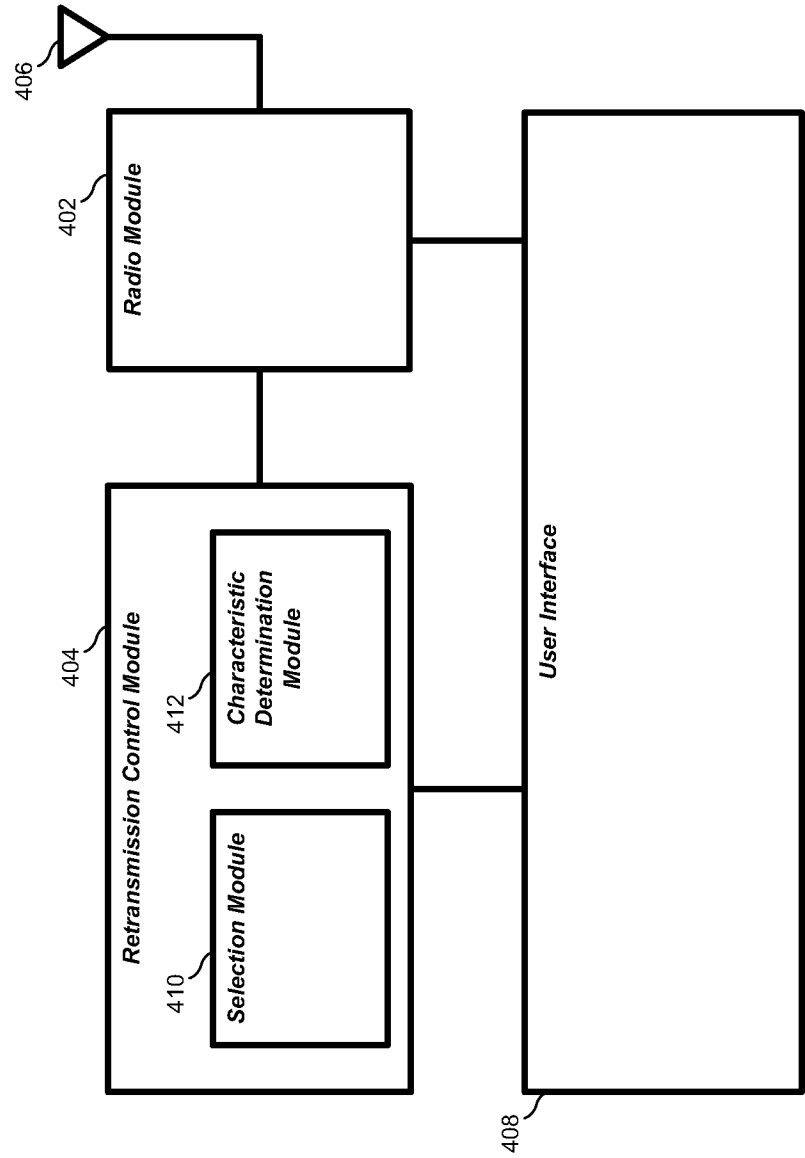 404
Retransmission Control Module
410
Selection Module
412
Characteristic
Determination
Module
402
Radio Module
406
408
User Interface